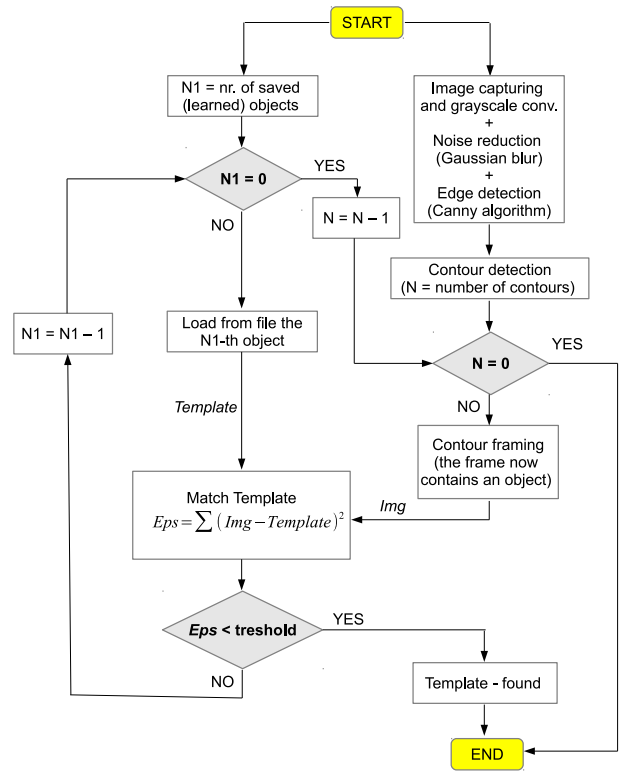 START
N1 = nr. of saved
(learned) objects
Image capturing
and grayscale conv.
+
Noise reduction
(Gaussian blur)
+
Edge detection
(Canny algorithm)
N1 = 0
YES
NO
N = N – 1
Contour detection
(N = number of contours)
N1 = N1 – 1
Load from file the
N1-th object
N = 0
YES
NO
Template
Contour framing
(the frame now
contains an object)
Img
Match Template
Eps = ∑ ( Img – Template )²
Eps < treshold
YES
NO
Template - found
END